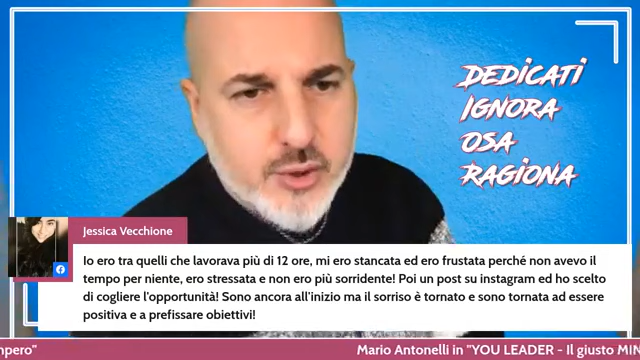 DEDICATI
IGNORA
OSA
RAGIONA
Jessica Vecchione
Io ero tra quelli che lavorava più di 12 ore, mi ero stancata ed ero frustata perché non avevo il
tempo per niente, ero stressata e non ero più sorridente! Poi un post su instagram ed ho scelto
di cogliere l'opportunità! Sono ancora all'inizio ma il sorriso è tornato e sono tornata ad essere
positiva e a prefissare obiettivi!
Mario Antonelli in "YOU LEADER - Il giusto